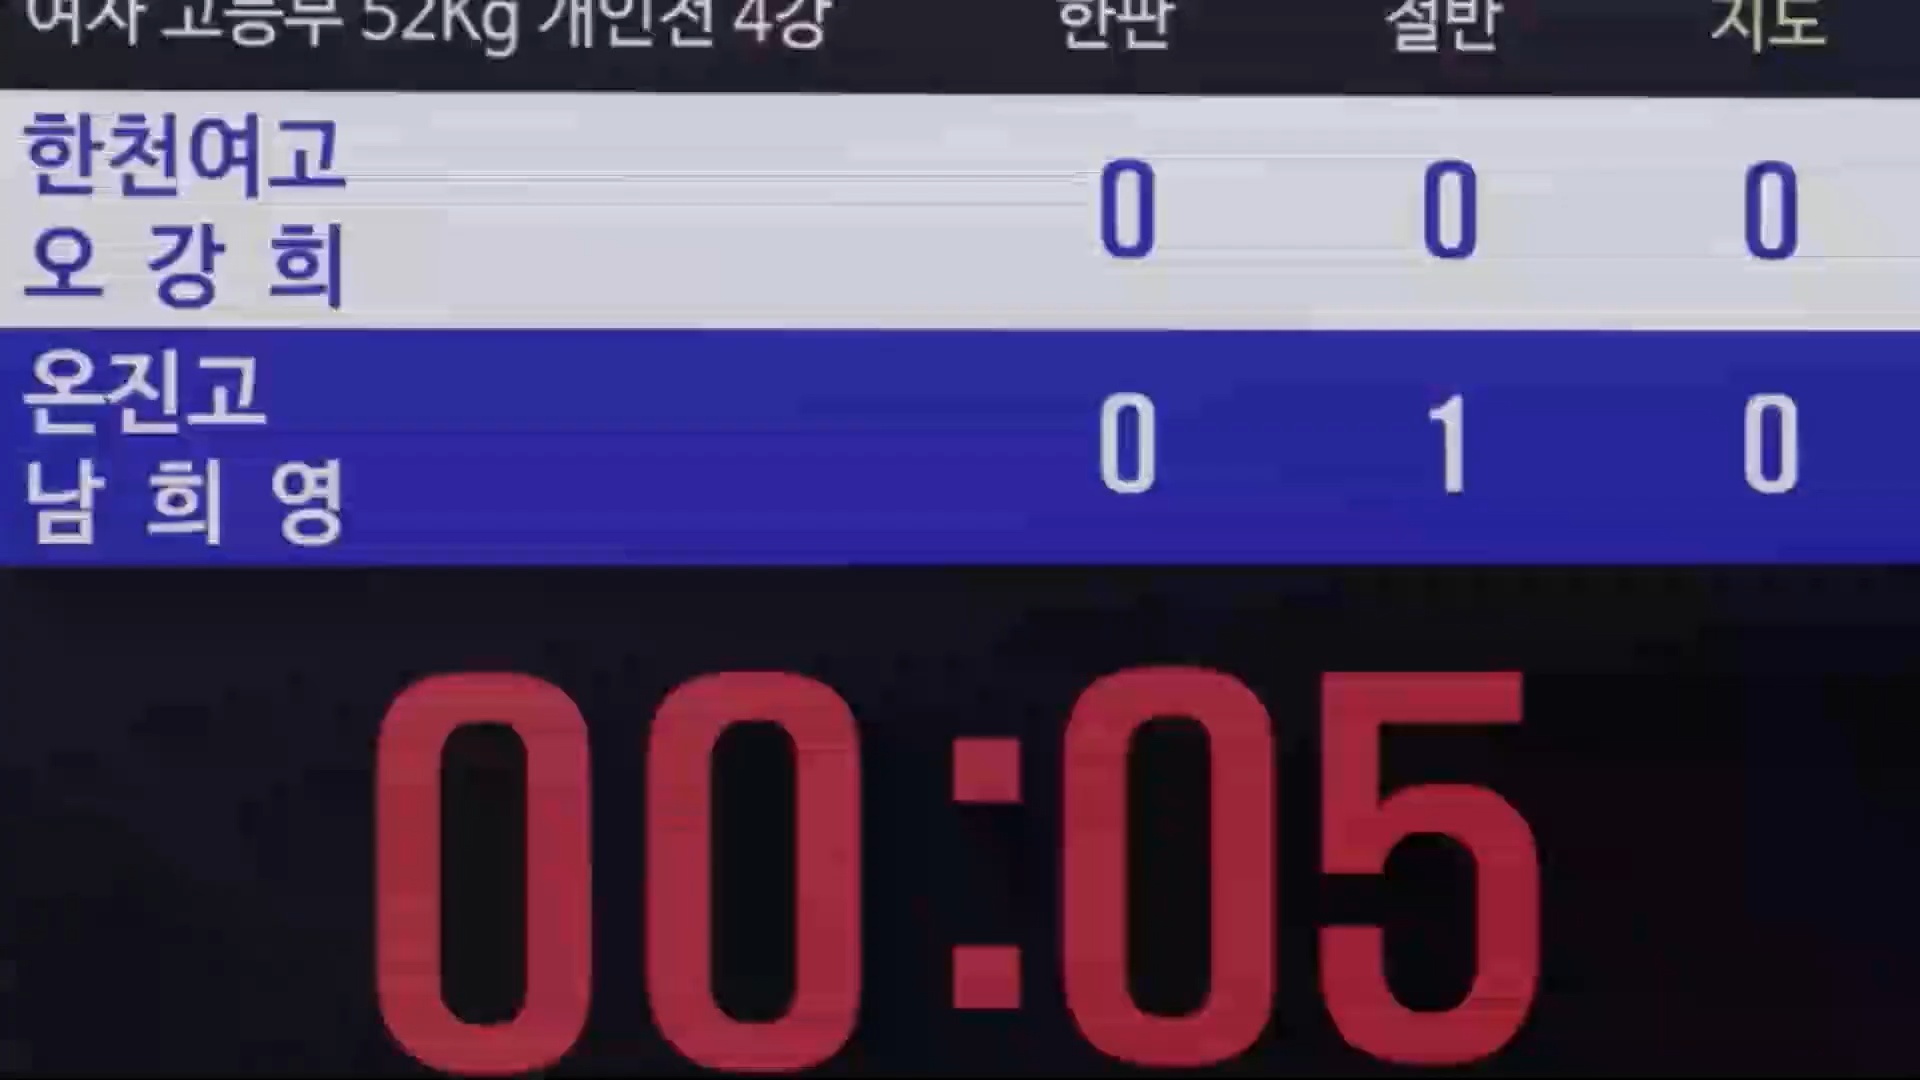 여자 고등부 52Kg 개인전 4강 한판 절반 지도
한천여고
오 강 희 0 0 0
온진고
남 희 영 0 1 0
00:05